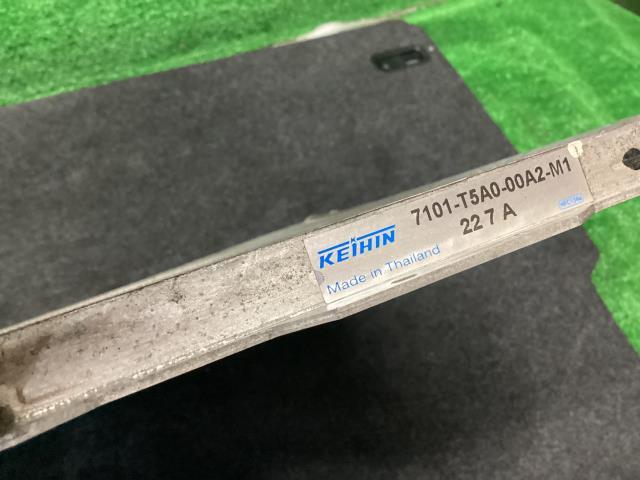 KEIHIN
7101-T5A0-00A2-M1
22 7 A
Made in Thailand